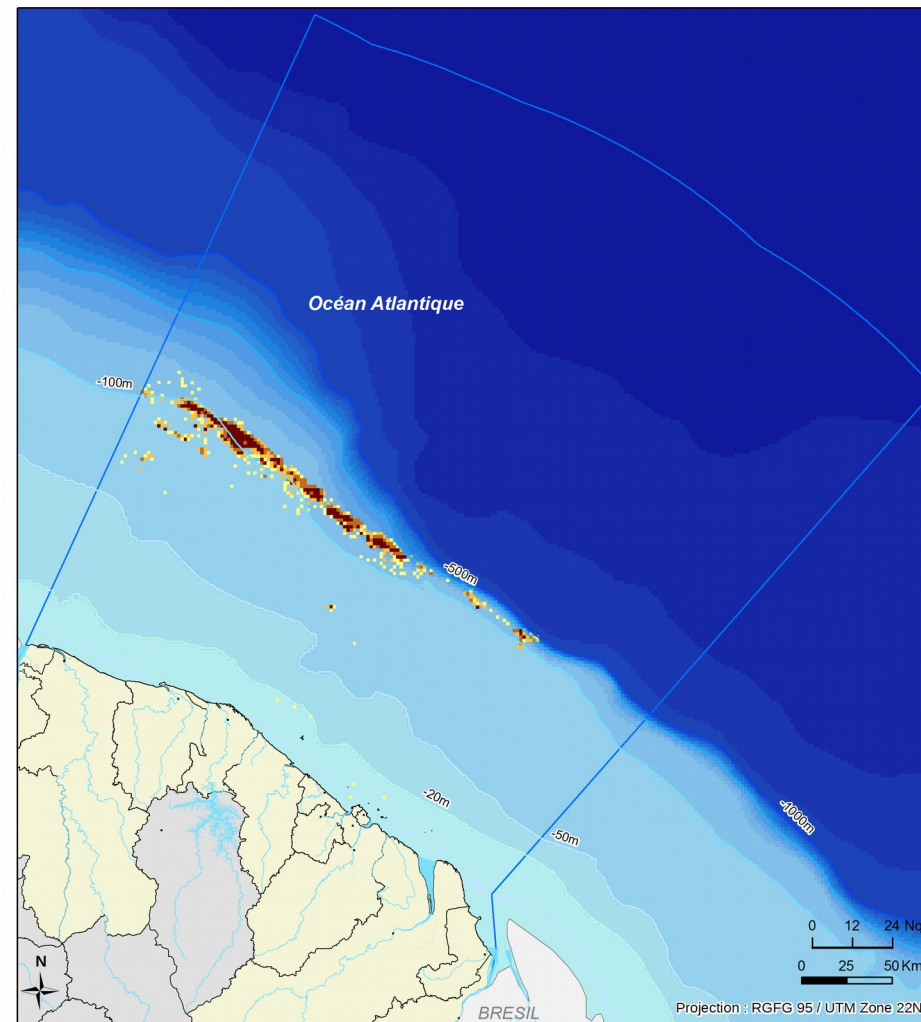 Océan Atlantique
-100m
-500m
-20m
-50m
-1000m
0 12 24
0 25 50 Km
N
BRESIL
Projection : RGFG 95 / UTM Zone 22N